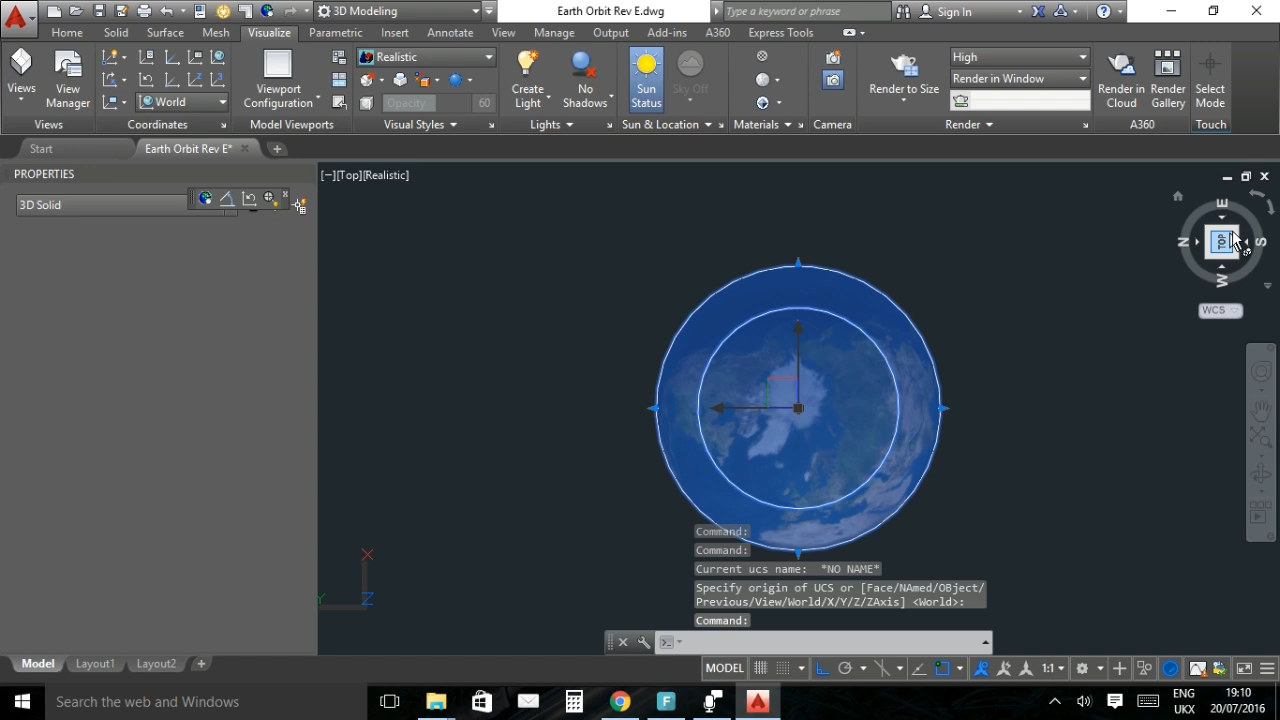 3D Modeling
Earth Orbit Rev E.dwg
Type a keyword or phrase
Sign In
Home Solid Surface Mesh Visualize Parametric Insert Annotate View Manage Output Add-ins A360 Express Tools
Views
View
Manager
World
Views
Coordinates
Viewport
Configuration
Model Viewports
Realistic
Opacity 60
Visual Styles
Create
Light
No
Shadows
Lights
Sun
Status
Sky Off
Sun & Location
Materials
Camera
Render to Size
High
Render in Window
Render
Render in
Cloud
Render
Gallery
A360
Select
Mode
Touch
Start
Earth Orbit Rev E*
PROPERTIES
3D Solid
[−][Top][Realistic]
E
N TOP S
W
WCS
X
Y Z
Command:
Command:
Current ucs name: *NO NAME*
Specify origin of UCS or [Face/NAmed/OBject/
Previous/View/World/X/Y/Z/ZAxis] <World>:
Command:
Model Layout1 Layout2
MODEL
1:1
Search the web and Windows
ENG
UKX
19:10
20/07/2016